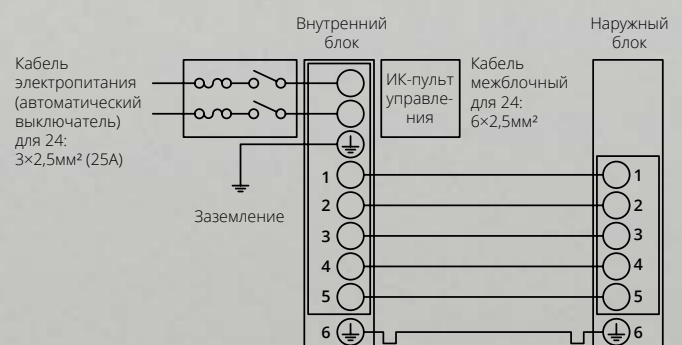 Внутренний
блок
Наружный
блок
Кабель
электропитания
(автоматический
выключатель)
для 24:
3×2,5мм² (25А)
ИК-пульт
управле-
ния
Кабель
межблочный
для 24:
6×2,5мм²
Заземление
1
2
3
4
5
6
1
2
3
4
5
6